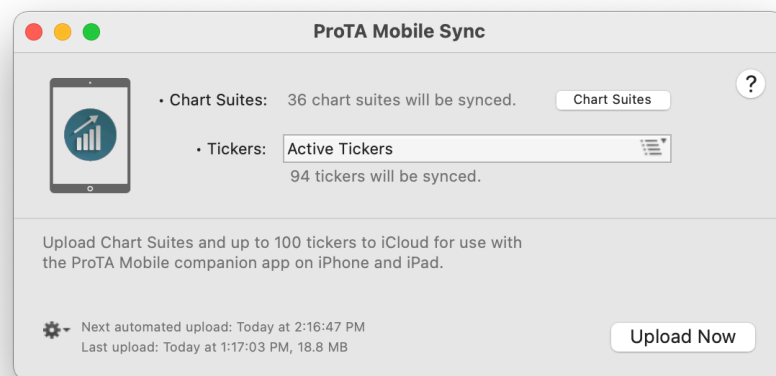 ProTA Mobile Sync
?
• Chart Suites: 36 chart suites will be synced. Chart Suites
• Tickers: Active Tickers
94 tickers will be synced.
Upload Chart Suites and up to 100 tickers to iCloud for use with
the ProTA Mobile companion app on iPhone and iPad.
Next automated upload: Today at 2:16:47 PM
Last upload: Today at 1:17:03 PM, 18.8 MB
Upload Now